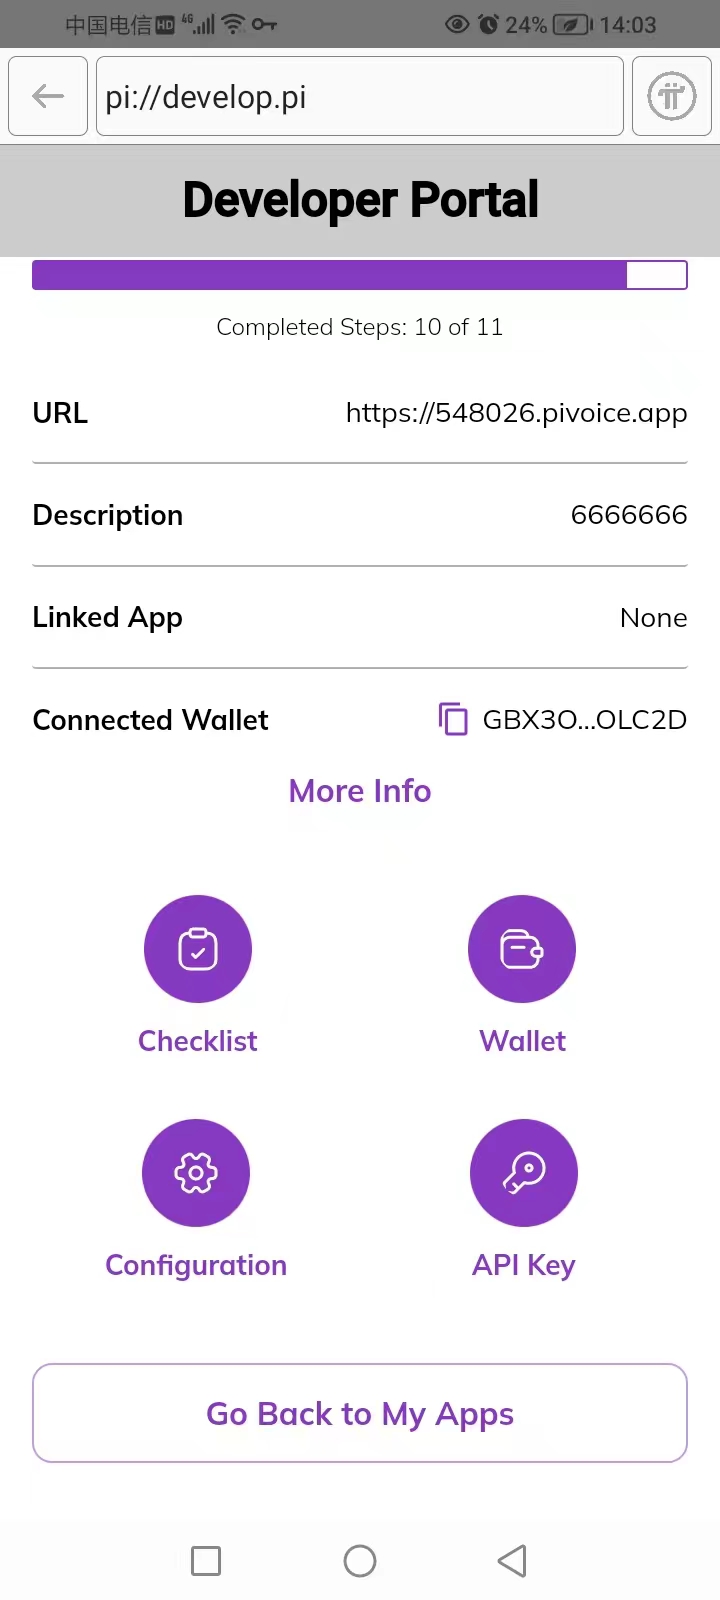 中国电信 HD 4G 24% 14:03
pi://develop.pi
Developer Portal
Completed Steps: 10 of 11
URL https://548026.pivoice.app
Description 6666666
Linked App None
Connected Wallet GBX3O...OLC2D
More Info
Checklist Wallet
Configuration API Key
Go Back to My Apps